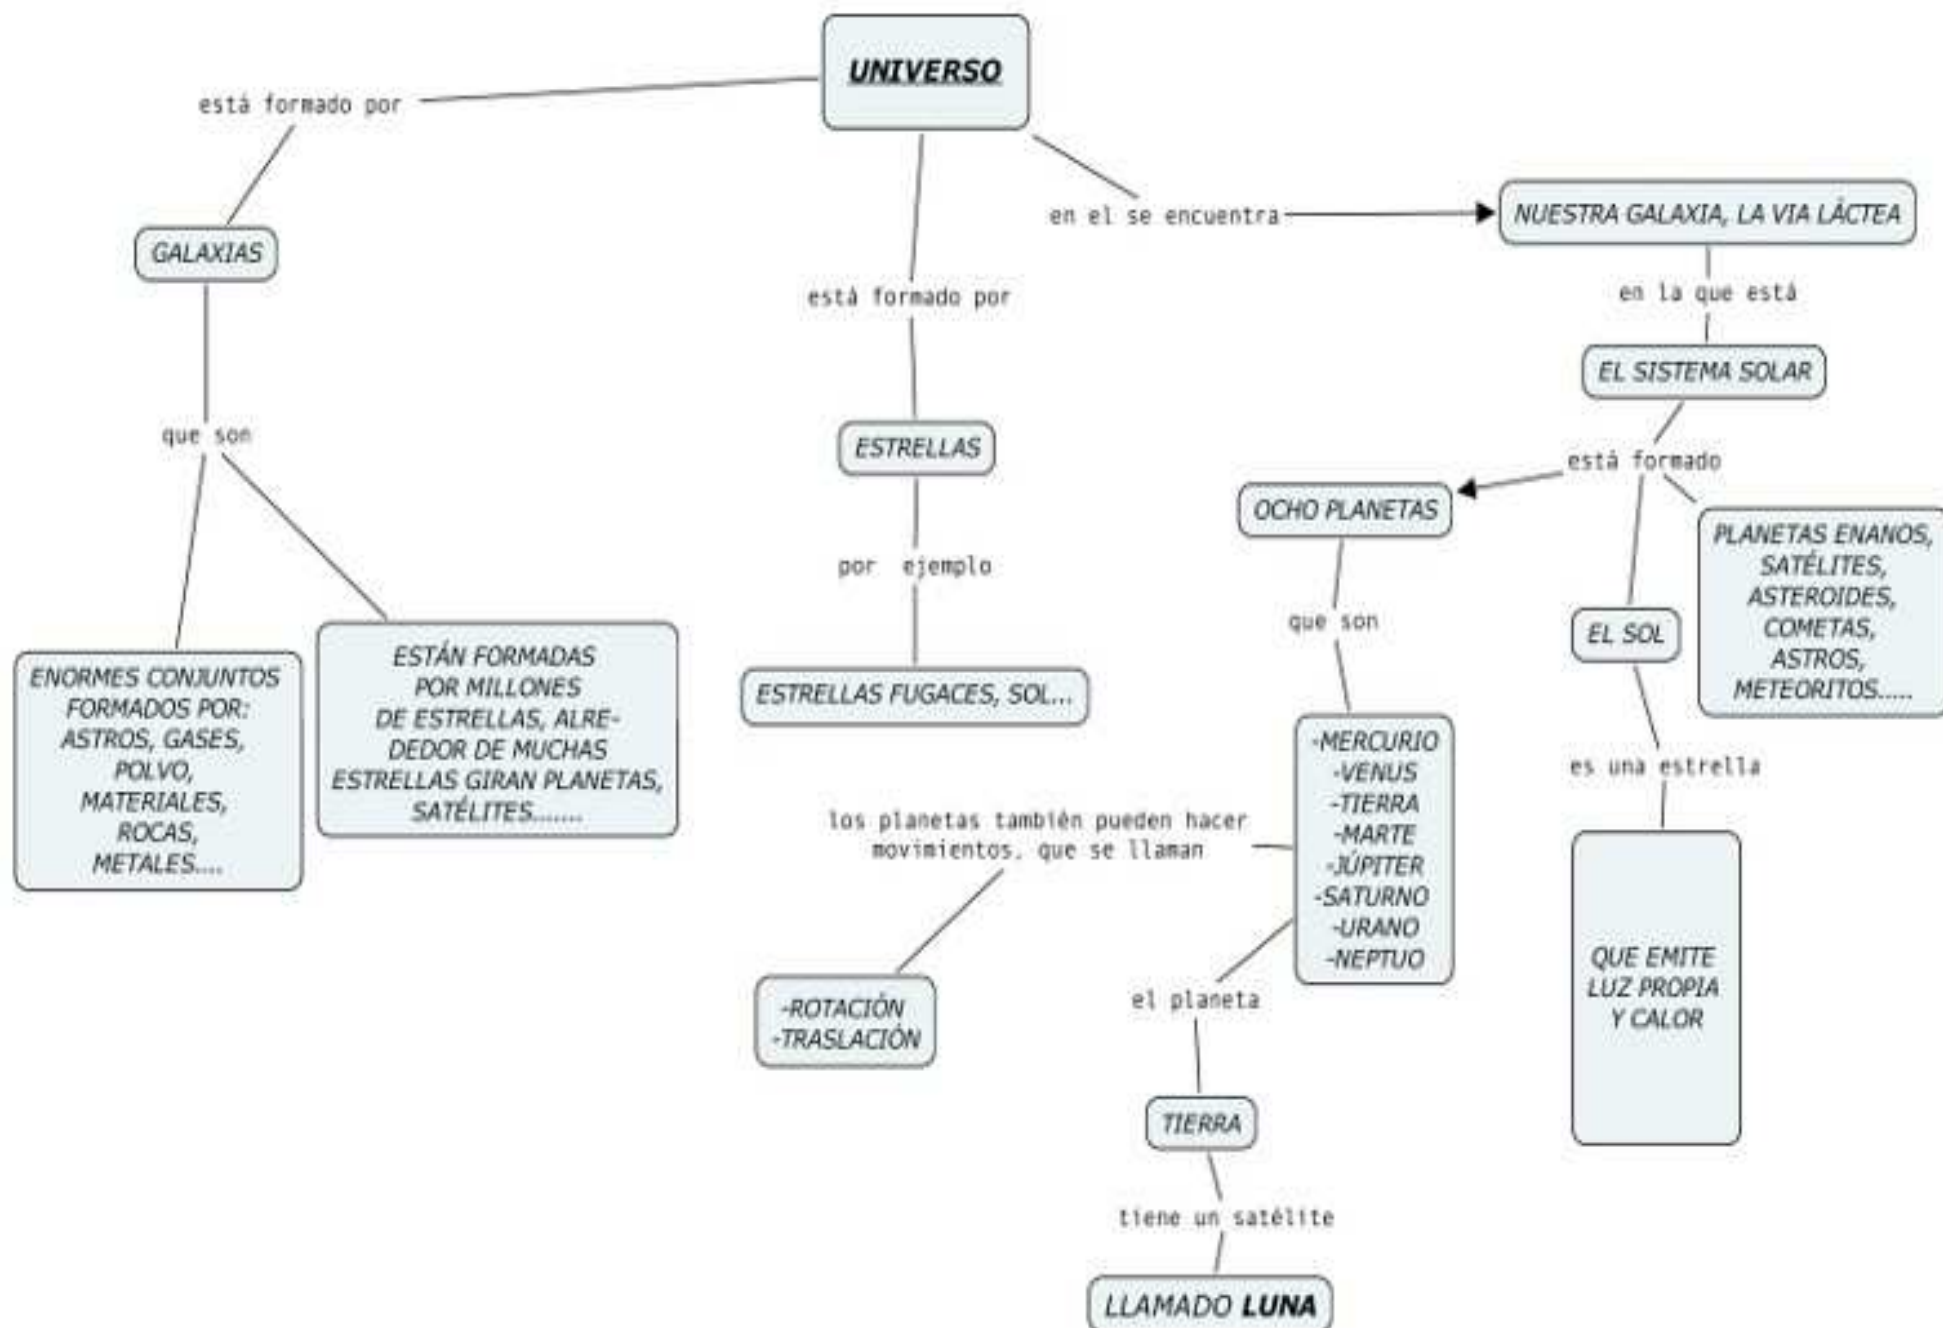 UNIVERSO
está formado por
GALAXIAS
que son
ENORMES CONJUNTOS
FORMADOS POR:
ASTROS, GASES,
POLVO,
MATERIALES,
ROCAS,
METALES....
ESTÁN FORMADAS
POR MILLONES
DE ESTRELLAS, ALRE-
DEDOR DE MUCHAS
ESTRELLAS GIRAN PLANETAS,
SATÉLITES.......
está formado por
ESTRELLAS
por ejemplo
ESTRELLAS FUGACES, SOL...
en el se encuentra
NUESTRA GALAXIA, LA VIA LÁCTEA
en la que está
EL SISTEMA SOLAR
está formado
OCHO PLANETAS
que son
-MERCURIO
-VENUS
-TIERRA
-MARTE
-JÚPITER
-SATURNO
-URANO
-NEPTUO
los planetas también pueden hacer
movimientos, que se llaman
-ROTACIÓN
-TRASLACIÓN
el planeta
TIERRA
tiene un satélite
LLAMADO LUNA
EL SOL
es una estrella
QUE EMITE
LUZ PROPIA
Y CALOR
PLANETAS ENANOS,
SATÉLITES,
ASTEROIDES,
COMETAS,
ASTROS,
METEORITOS.....